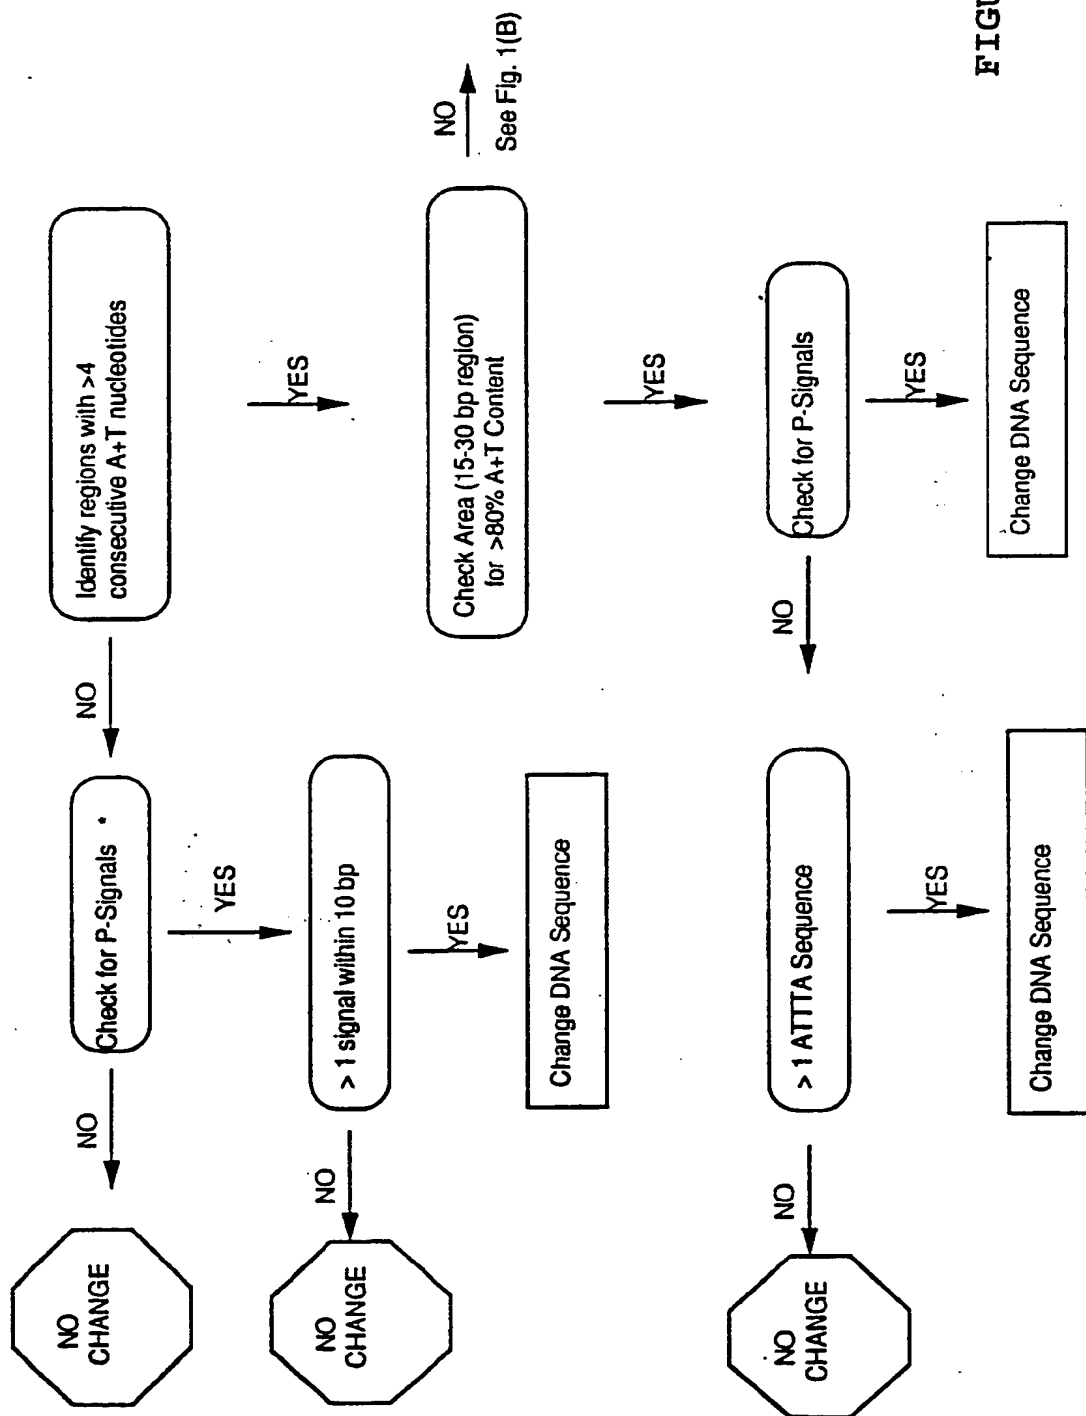 Identify regions with >4
consecutive A+T nucleotides
NO
Check for P-Signals *
NO
NO
CHANGE
YES
YES
> 1 signal within 10 bp
NO
NO
CHANGE
YES
Change DNA Sequence
Check Area (15-30 bp region)
for >80% A+T Content
NO
See Fig. 1(B)
YES
Check for P-Signals
NO
> 1 ATTTA Sequence
NO
NO
CHANGE
YES
Change DNA Sequence
YES
Change DNA Sequence